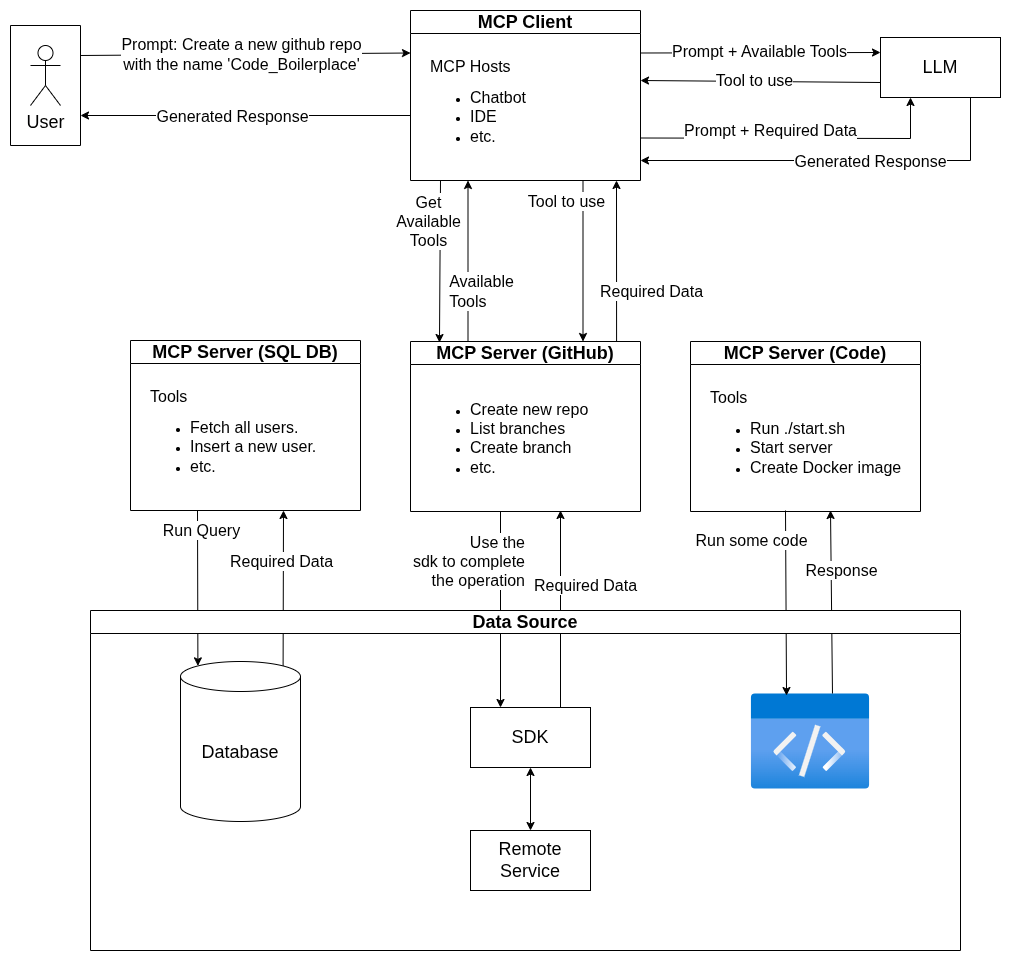 MCP Client
Prompt: Create a new github repo
with the name 'Code_Boilerplace'
User
Generated Response
MCP Hosts
Chatbot
IDE
etc.
Prompt + Available Tools
Tool to use
LLM
Prompt + Required Data
Generated Response
Get
Available
Tools
Available
Tools
Tool to use
Required Data
MCP Server (SQL DB)
Tools
Fetch all users.
Insert a new user.
etc.
MCP Server (GitHub)
Create new repo
List branches
Create branch
etc.
MCP Server (Code)
Tools
Run ./start.sh
Start server
Create Docker image
Run Query
Required Data
Use the
sdk to complete
the operation
Required Data
Run some code
Response
Data Source
Database
SDK
Remote
Service
</>